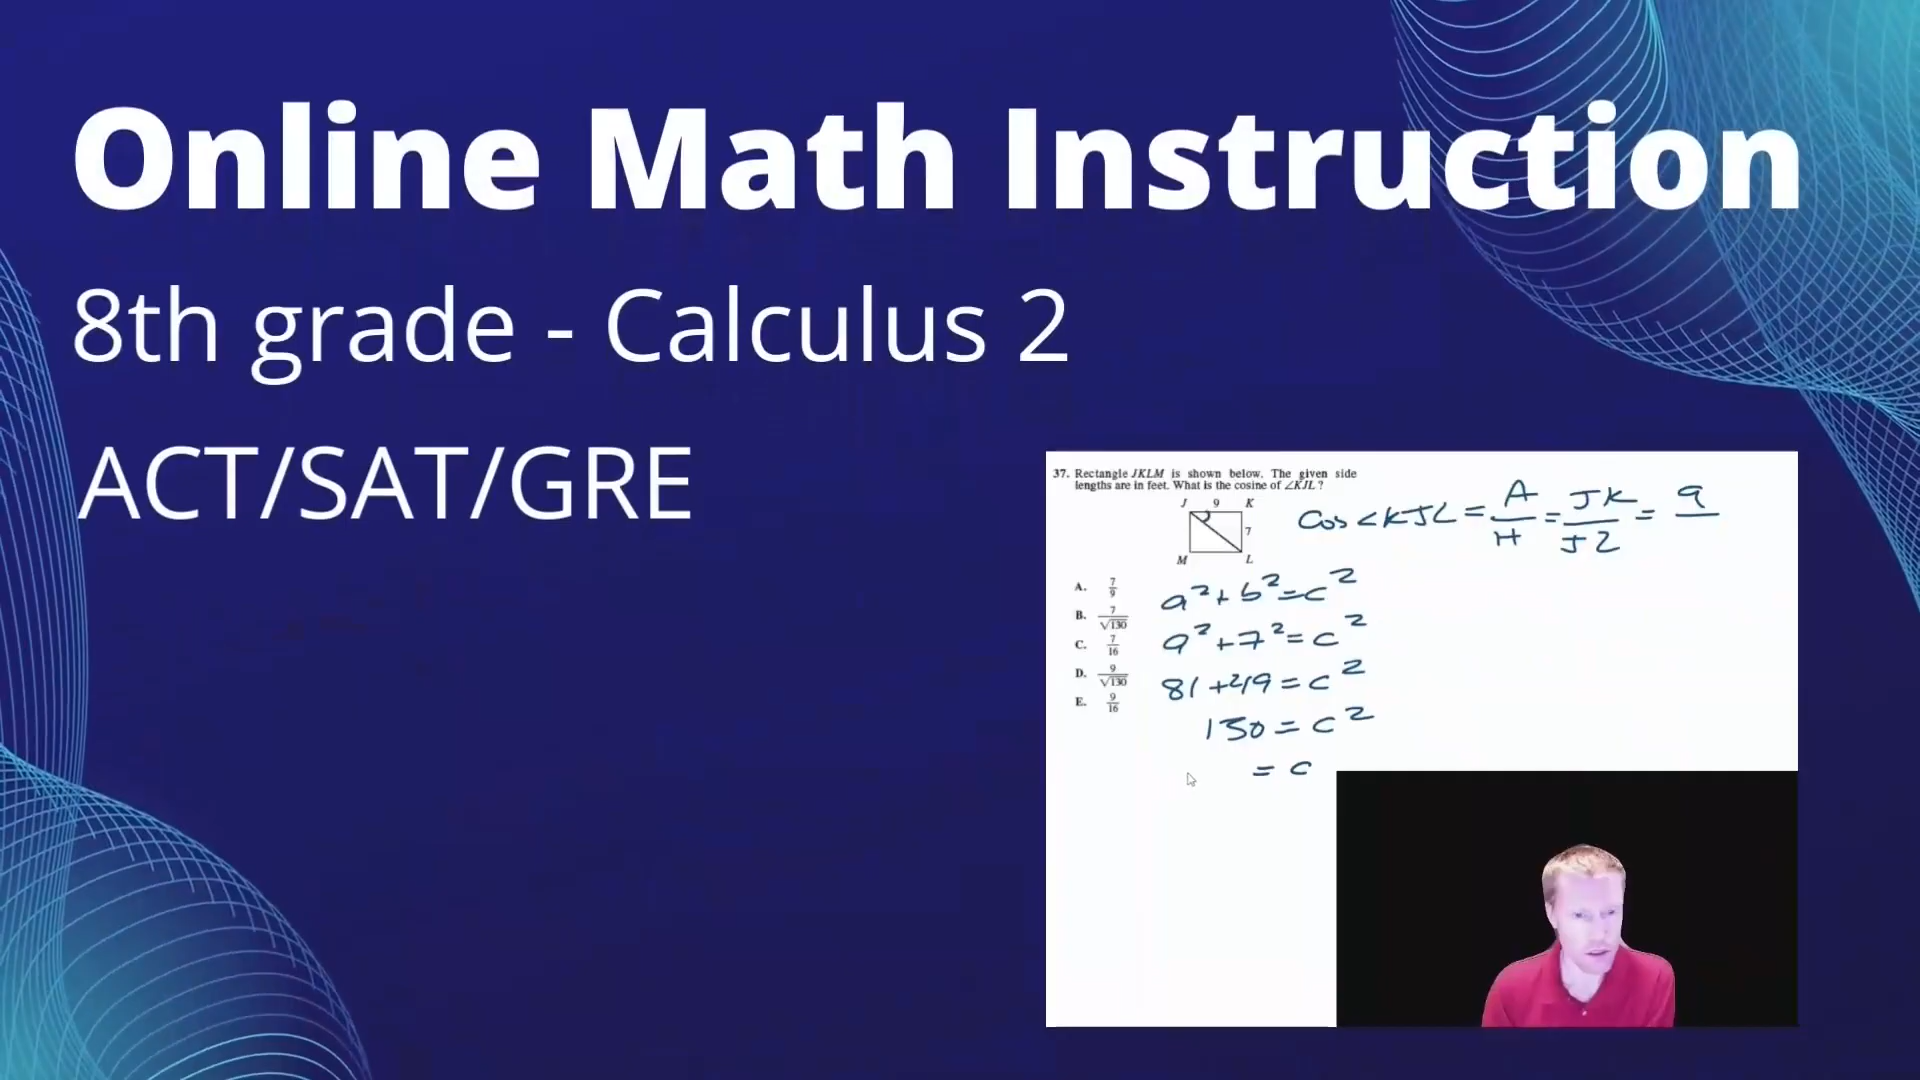 Online Math Instruction
8th grade - Calculus 2
ACT/SAT/GRE
37. Rectangle JKLM is shown below. The given side
lengths are in feet. What is the cosine of ∠KJL ?
J 9 K
7
M L
A. 7/9
B. 7/√130
C. 7/16
D. 9/√130
E. 9/16
cos∠KJL = A/H = JK/JL = 9
a² + b² = c²
9² + 7² = c²
81 + 49 = c²
130 = c²
= c